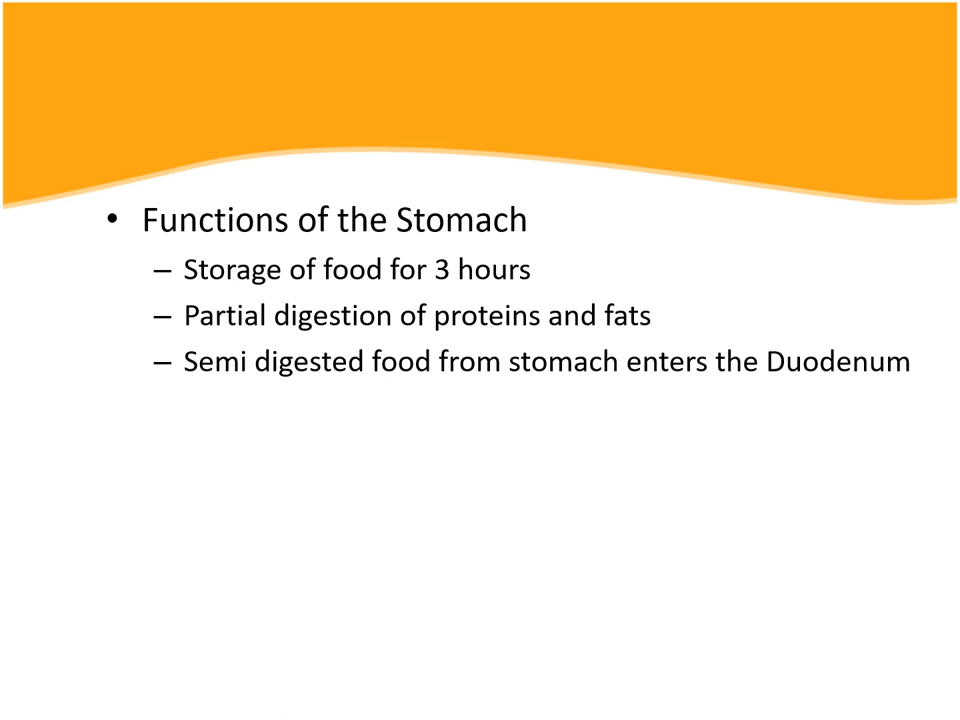 • Functions of the Stomach
– Storage of food for 3 hours
– Partial digestion of proteins and fats
– Semi digested food from stomach enters the Duodenum